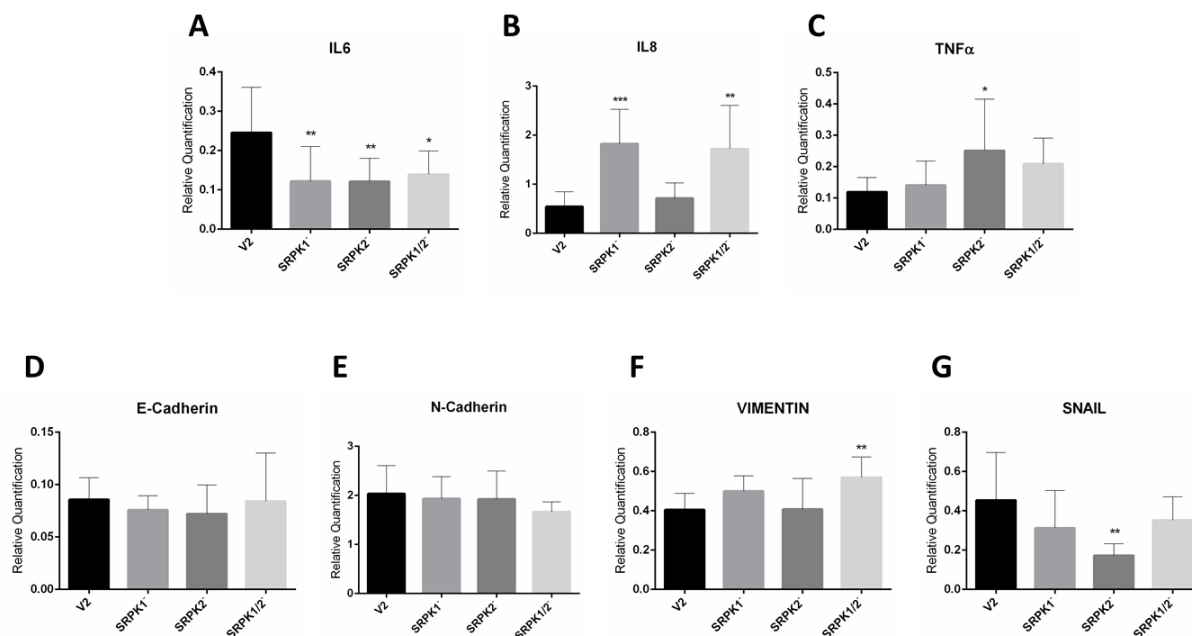 A
IL6
Relative Quantification
0.4
0.3
0.2
0.1
0.0
**
**
*
V2
SRPK1-
SRPK2-
SRPK1/2-
B
IL8
Relative Quantification
3
2
1
0
***
**
V2
SRPK1-
SRPK2-
SRPK1/2-
C
TNFα
Relative Quantification
0.5
0.4
0.3
0.2
0.1
0.0
*
V2
SRPK1-
SRPK2-
SRPK1/2-
D
E-Cadherin
Relative Quantification
0.15
0.10
0.05
0.00
V2
SRPK1-
SRPK2-
SRPK1/2-
E
N-Cadherin
Relative Quantification
3
2
1
0
V2
SRPK1-
SRPK2-
SRPK1/2-
F
VIMENTIN
Relative Quantification
0.8
0.6
0.4
0.2
0.0
**
V2
SRPK1-
SRPK2-
SRPK1/2-
G
SNAIL
Relative Quantification
0.8
0.6
0.4
0.2
0.0
**
V2
SRPK1-
SRPK2-
SRPK1/2-